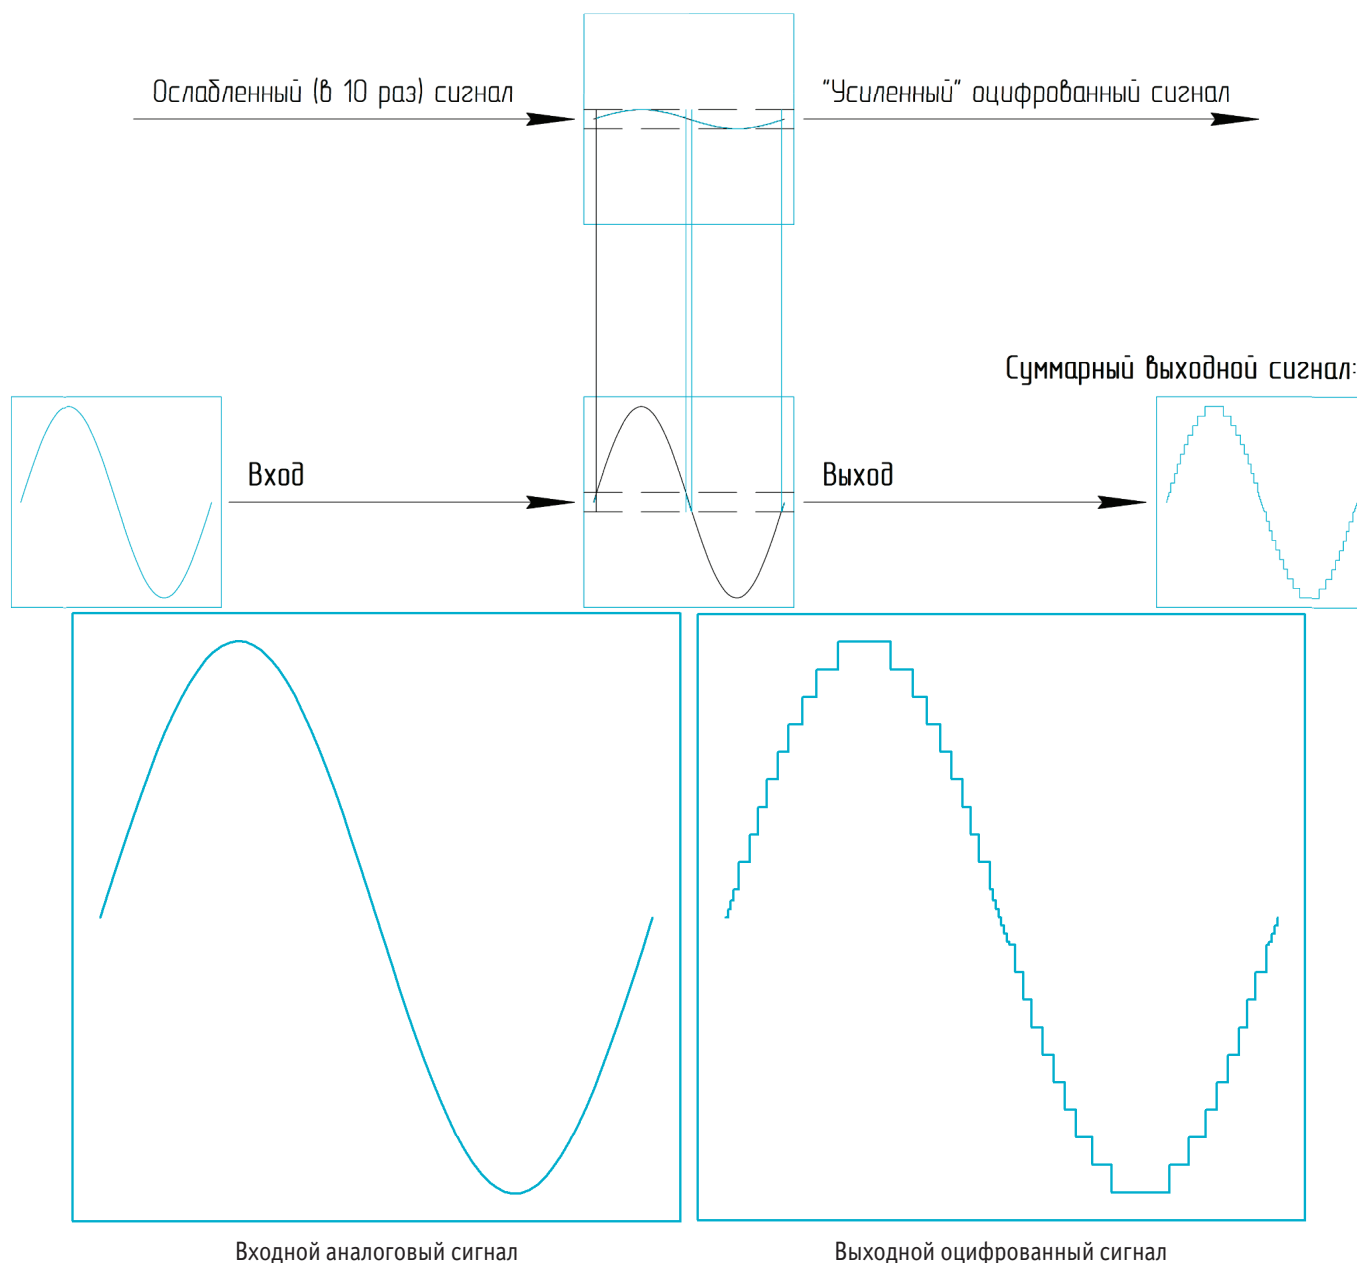 Ослабленный (в 10 раз) сигнал
"Усиленный" оцифрованный сигнал
Суммарный выходной сигнал:
Вход
Выход
Входной аналоговый сигнал
Выходной оцифрованный сигнал